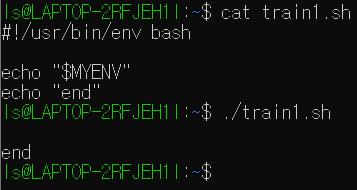 ls@LAPTOP-2RFJEH1I:~$ cat train1.sh
#!/usr/bin/env bash

echo "$MYENV"
echo "end"
ls@LAPTOP-2RFJEH1I:~$ ./train1.sh

end
ls@LAPTOP-2RFJEH1I:~$